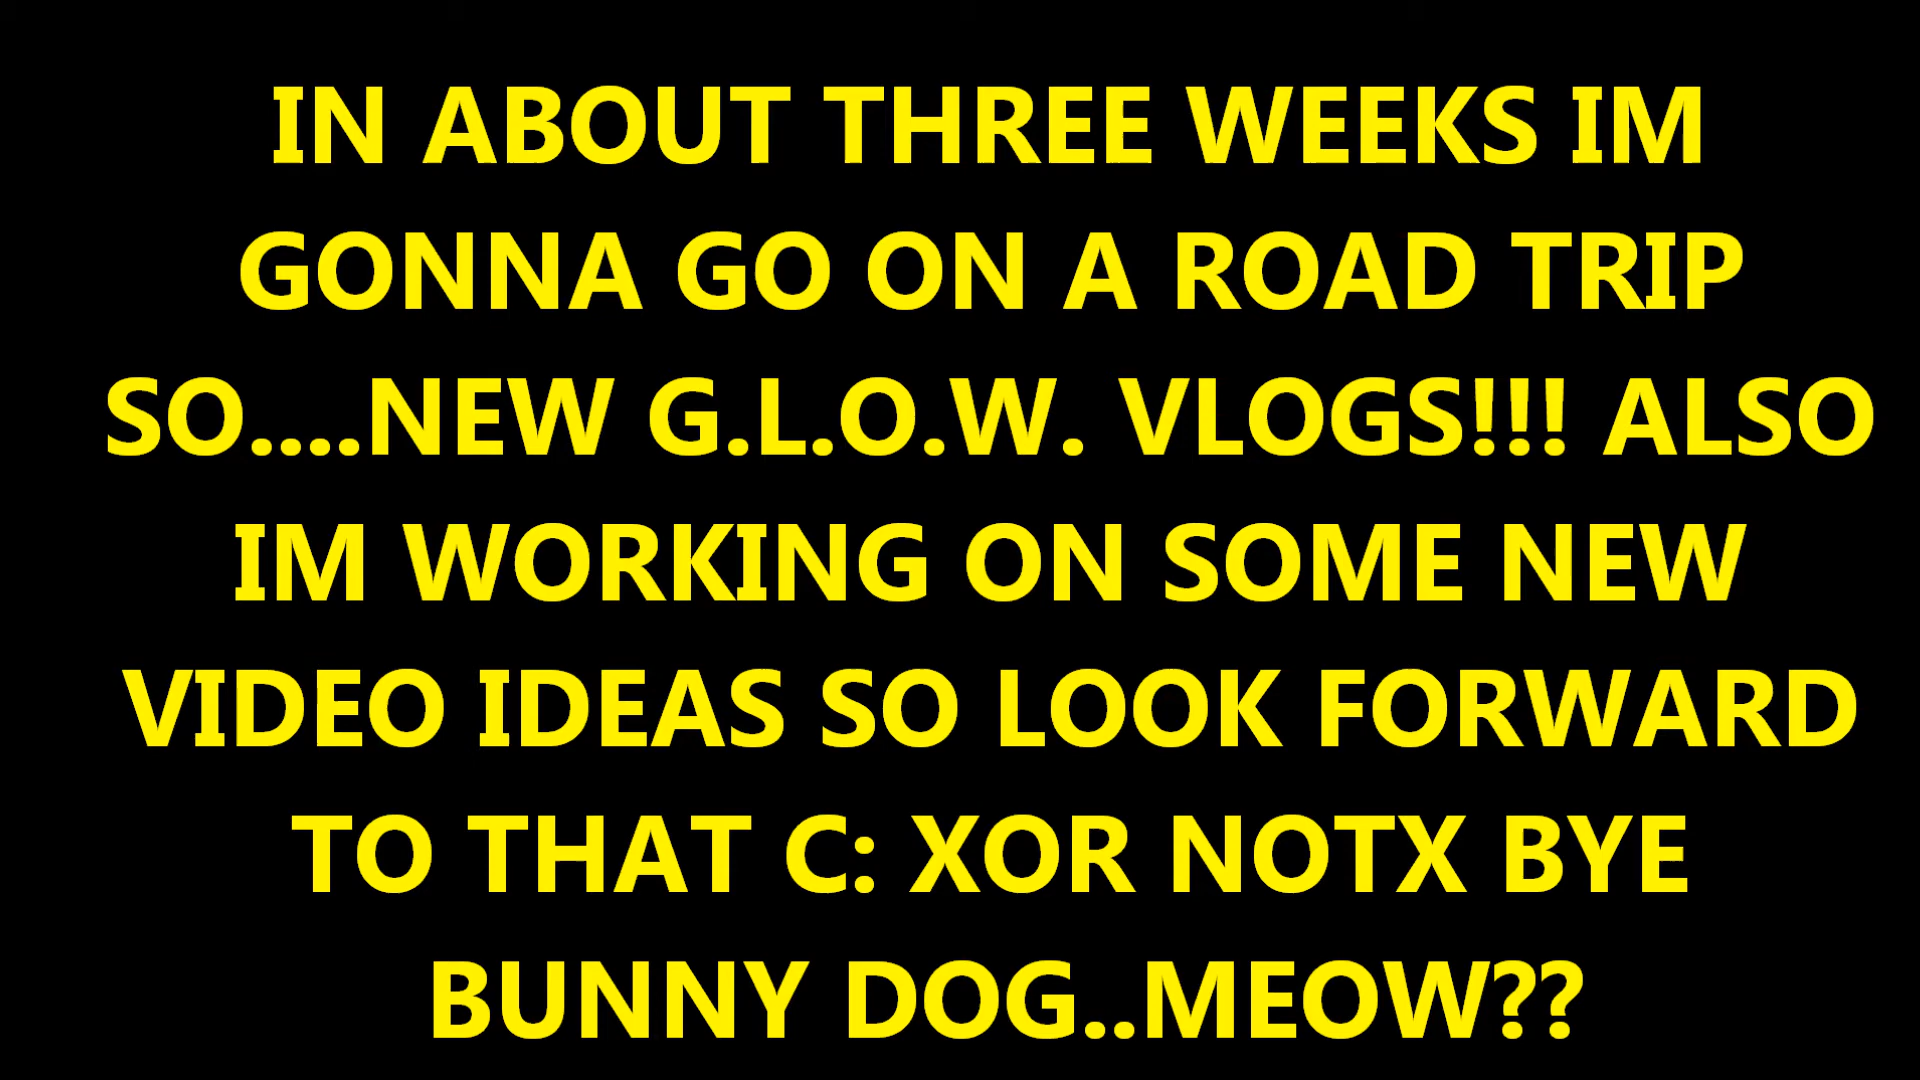 IN ABOUT THREE WEEKS IM
GONNA GO ON A ROAD TRIP
SO....NEW G.L.O.W. VLOGS!!! ALSO
IM WORKING ON SOME NEW
VIDEO IDEAS SO LOOK FORWARD
TO THAT C: XOR NOTX BYE
BUNNY DOG..MEOW??